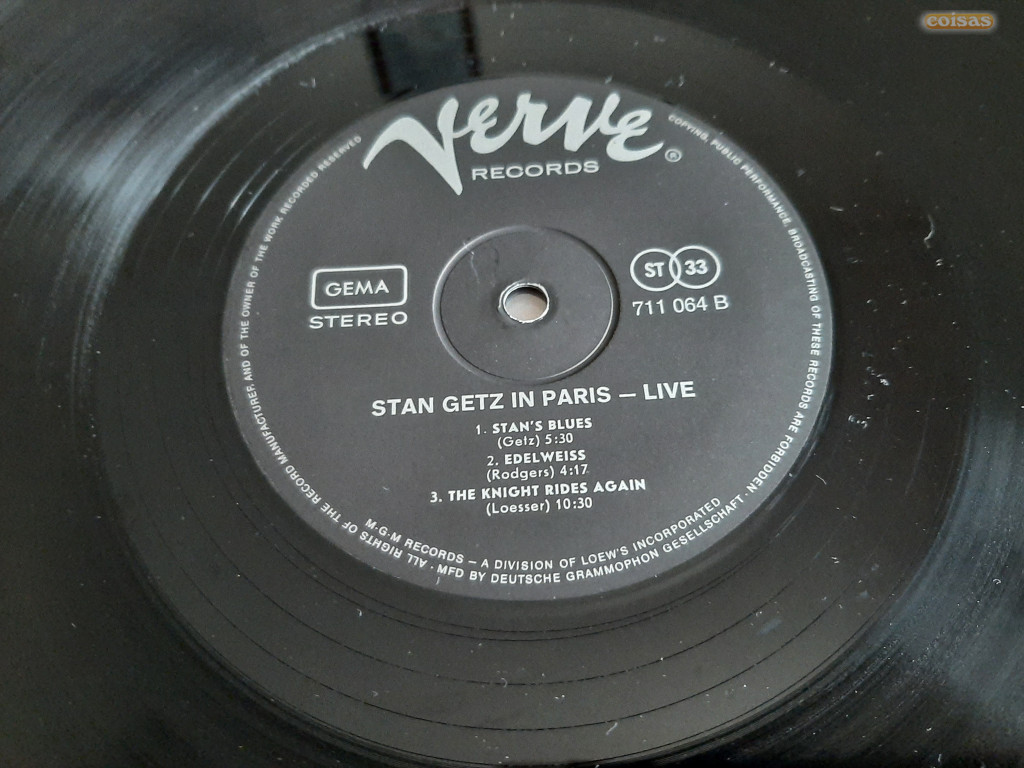 coisas
Verve
RECORDS
®
GEMA
STEREO
ST 33
711 064 B
STAN GETZ IN PARIS – LIVE
1. STAN'S BLUES
(Getz) 5:30
2. EDELWEISS
(Rodgers) 4:17
3. THE KNIGHT RIDES AGAIN
(Loesser) 10:30
M·G·M RECORDS – A DIVISION OF LOEW'S INCORPORATED
ALL RIGHTS OF THE RECORD MANUFACTURER AND OF THE OWNER OF THE WORK RECORDED RESERVED
COPYING, PUBLIC PERFORMANCE, BROADCASTING OF THESE RECORDS ARE FORBIDDEN
· MFD BY DEUTSCHE GRAMMOPHON GESELLSCHAFT ·